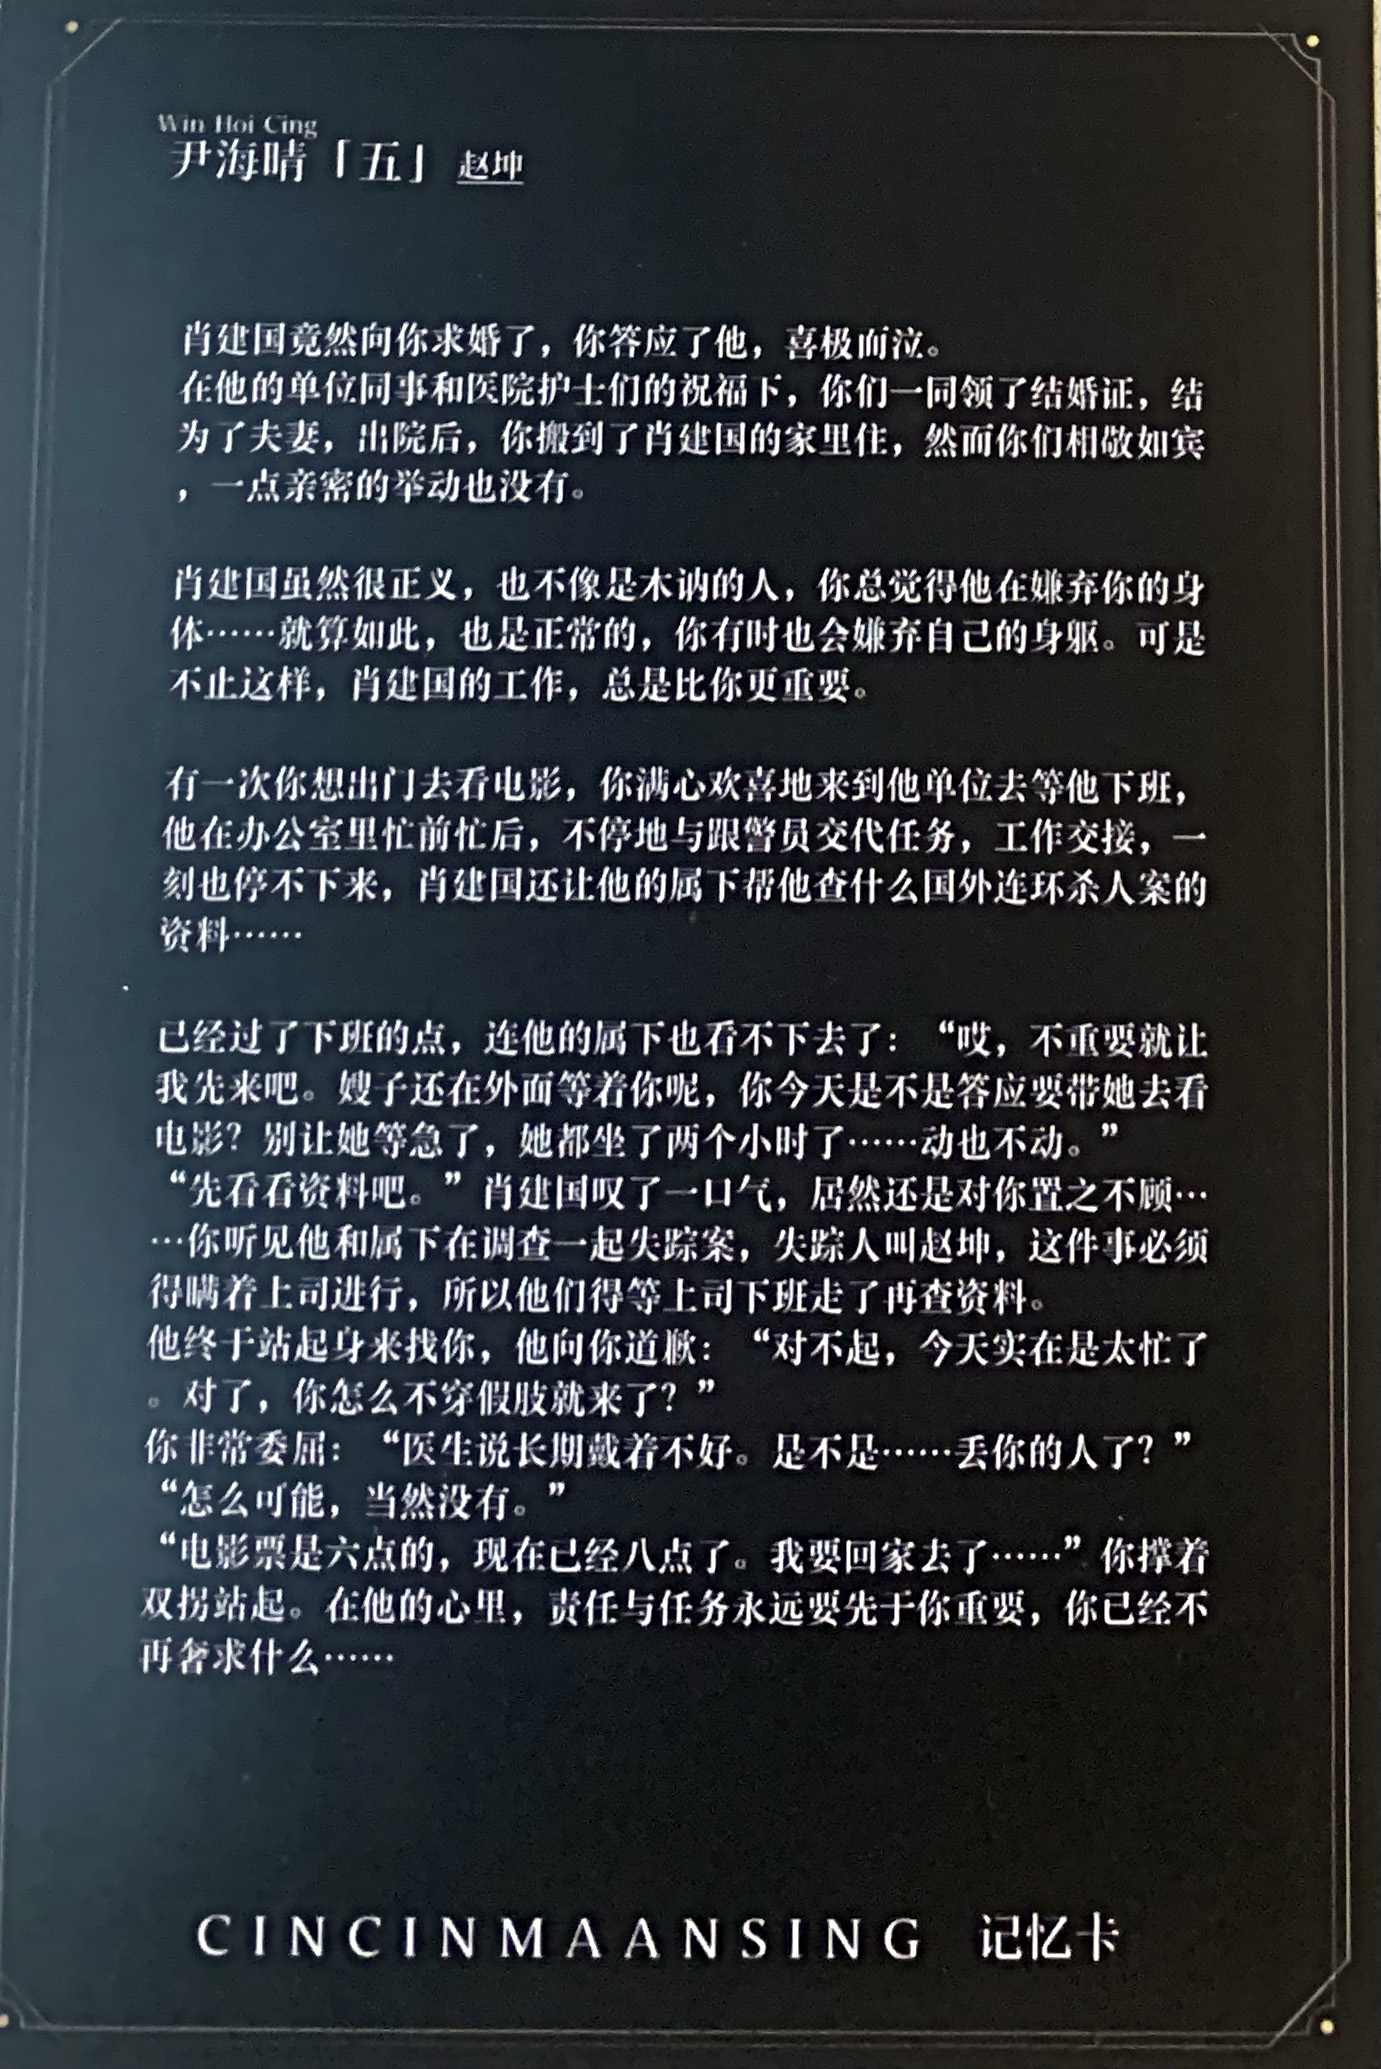 Win Hoi Cing
尹海晴「五」 赵坤
肖建国竟然向你求婚了，你答应了他，喜极而泣。
在他的单位同事和医院护士们的祝福下，你们一同领了结婚证，结
为了夫妻，出院后，你搬到了肖建国的家里住，然而你们相敬如宾
，一点亲密的举动也没有。
肖建国虽然很正义，也不像是木讷的人，你总觉得他在嫌弃你的身
体……就算如此，也是正常的，你有时也会嫌弃自己的身躯。可是
不止这样，肖建国的工作，总是比你更重要。
有一次你想出门去看电影，你满心欢喜地来到他单位去等他下班，
他在办公室里忙前忙后，不停地与跟警员交代任务，工作交接，一
刻也停不下来，肖建国还让他的属下帮他查什么国外连环杀人案的
资料……
已经过了下班的点，连他的属下也看不下去了：“哎，不重要就让
我先来吧。嫂子还在外面等着你呢，你今天是不是答应要带她去看
电影？别让她等急了，她都坐了两个小时了……动也不动。”
“先看看资料吧。”肖建国叹了一口气，居然还是对你置之不顾…
…你听见他和属下在调查一起失踪案，失踪人叫赵坤，这件事必须
得瞒着上司进行，所以他们得等上司下班走了再查资料。
他终于站起身来找你，他向你道歉：“对不起，今天实在是太忙了
。对了，你怎么不穿假肢就来了？”
你非常委屈：“医生说长期戴着不好。是不是……丢你的人了？”
“怎么可能，当然没有。”
“电影票是六点的，现在已经八点了。我要回家去了……”你撑着
双拐站起。在他的心里，责任与任务永远要先于你重要，你已经不
再奢求什么……
CINCINMAANSING 记忆卡